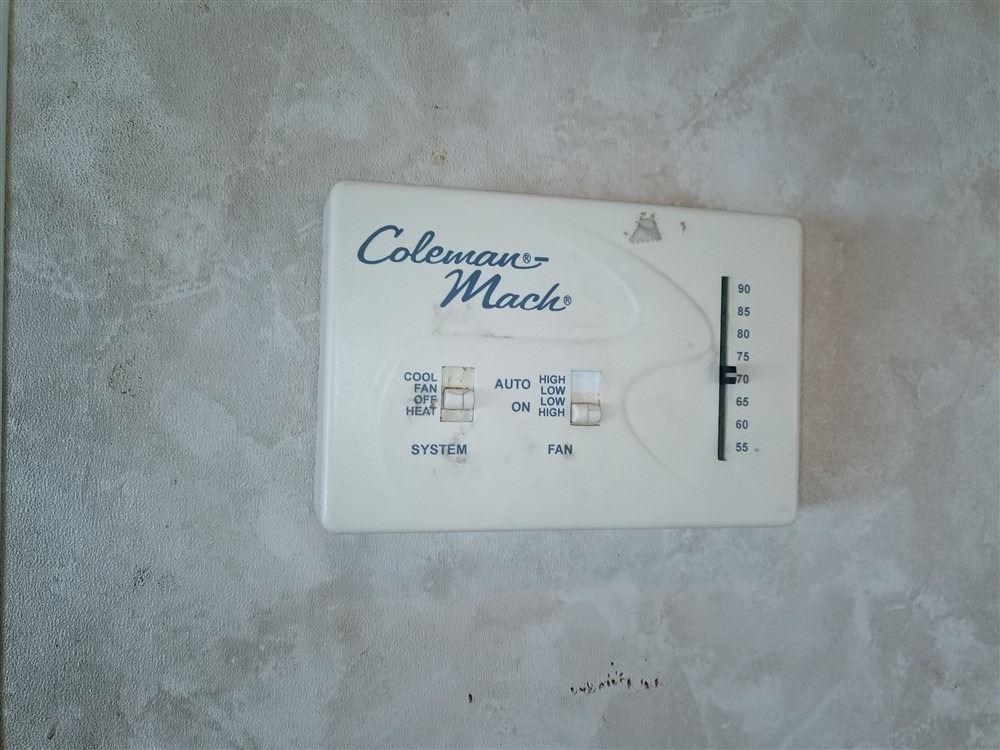 Coleman®-
Mach®
COOL
FAN
OFF
HEAT
SYSTEM
AUTO
ON
HIGH
LOW
LOW
HIGH
FAN
90
85
80
75
70
65
60
55